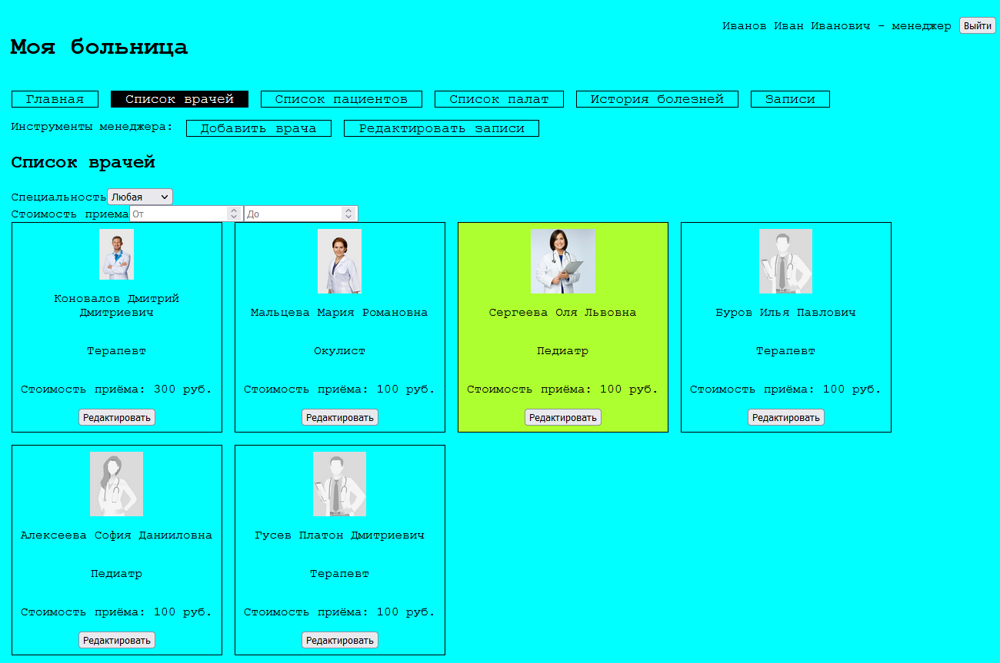 Иванов Иван Иванович - менеджер Выйти
Моя больница
Главная Список врачей Список пациентов Список палат История болезней Записи
Инструменты менеджера: Добавить врача Редактировать записи
Список врачей
Специальность Любая
Стоимость приема От До
Коновалов Дмитрий
Дмитриевич
Терапевт
Стоимость приёма: 300 руб.
Редактировать
Мальцева Мария Романовна
Окулист
Стоимость приёма: 100 руб.
Редактировать
Сергеева Оля Львовна
Педиатр
Стоимость приёма: 100 руб.
Редактировать
Буров Илья Павлович
Терапевт
Стоимость приёма: 100 руб.
Редактировать
Алексеева София Данииловна
Педиатр
Стоимость приёма: 100 руб.
Редактировать
Гусев Платон Дмитриевич
Терапевт
Стоимость приёма: 100 руб.
Редактировать